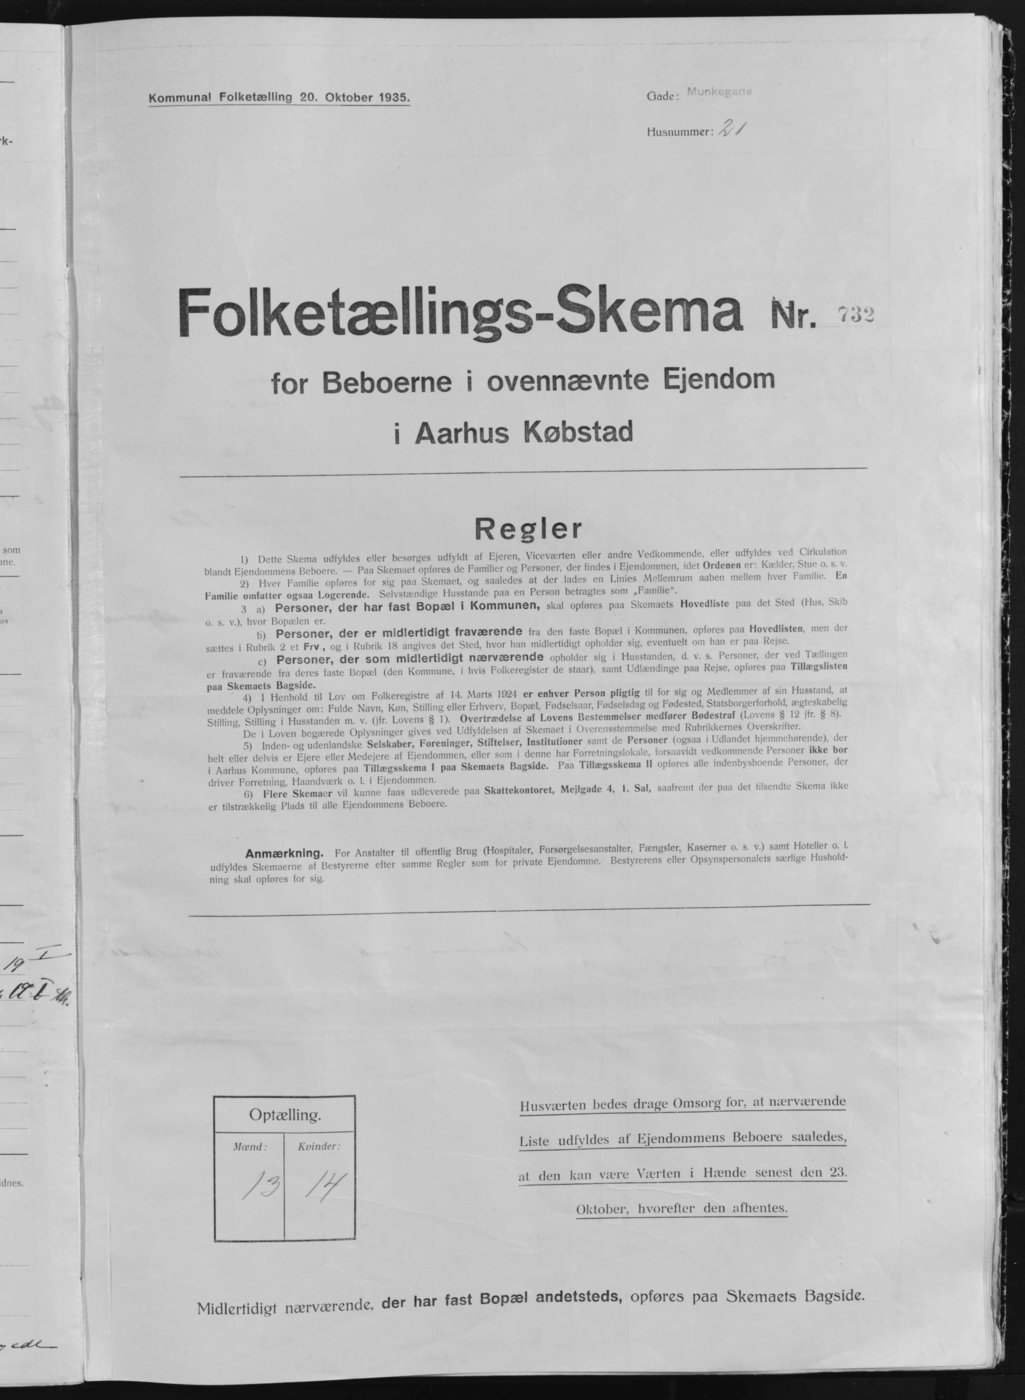 Kommunal Folketælling 20. Oktober 1935.
Gade: Munkegade
Husnummer: 21
Folketællings-Skema Nr. 732
for Beboerne i ovennævnte Ejendom
i Aarhus Købstad
Regler
1) Dette Skema udfyldes eller besørges udfyldt af Ejeren, Viceværten eller andre Vedkommende, eller udfyldes ved Cirkulation
blandt Ejendommens Beboere. — Paa Skemaet opføres de Familier og Personer, der findes i Ejendommen, idet Ordenen er: Kælder, Stue o. s. v.
2) Hver Familie opføres for sig paa Skemaet, og saaledes at der lades en Linies Mellemrum aaben mellem hver Familie. En
Familie omfatter ogsaa Logerende. Selvstændige Husstande paa en Person betragtes som „Familie".
3 a) Personer, der har fast Bopæl i Kommunen, skal opføres paa Skemaets Hovedliste paa det Sted (Hus, Skib
o. s. v.), hvor Bopælen er.
b) Personer, der er midlertidigt fraværende fra den faste Bopæl i Kommunen, opføres paa Hovedlisten, men der
sættes i Rubrik 2 et Frv., og i Rubrik 18 angives det Sted, hvor han midlertidigt opholder sig, eventuelt om han er paa Rejse.
c) Personer, der som midlertidigt nærværende opholder sig i Husstanden, d. v. s. Personer, der ved Tællingen
er fraværende fra deres faste Bopæl (den Kommune, i hvis Folkeregister de staar), samt Udlændinge paa Rejse, opføres paa Tillægslisten
paa Skemaets Bagside.
4) I Henhold til Lov om Folkeregistre af 14. Marts 1924 er enhver Person pligtig til for sig og Medlemmer af sin Husstand, at
meddele Oplysninger om: Fulde Navn, Køn, Stilling eller Erhverv, Bopæl, Fødselsaar, Fødselsdag og Fødested, Statsborgerforhold, ægteskabelig
Stilling, Stilling i Husstanden m. v. (jfr. Lovens § 1). Overtrædelse af Lovens Bestemmelser medfører Bødestraf (Lovens § 12 jfr. § 8).
De i Loven begærede Oplysninger gives ved Udfyldelsen af Skemaet i Overensstemmelse med Rubrikkernes Overskrifter.
5) Inden- og udenlandske Selskaber, Foreninger, Stiftelser, Institutioner samt de Personer (ogsaa i Udlandet hjemmehørende), der
helt eller delvis er Ejere eller Medejere af Ejendommen, eller som i denne har Forretningslokale, forsaavidt vedkommende Personer ikke bor
i Aarhus Kommune, opføres paa Tillægsskema I paa Skemaets Bagside. Paa Tillægsskema II opføres alle indenbysboende Personer, der
driver Forretning, Haandværk o. l. i Ejendommen.
6) Flere Skemaer vil kunne faas udleverede paa Skattekontoret, Mejlgade 4, 1. Sal, saafremt der paa det tilsendte Skema ikke
er tilstrækkelig Plads til alle Ejendommens Beboere.
Anmærkning. For Anstalter til offentlig Brug (Hospitaler, Forsørgelsesanstalter, Fængsler, Kaserner o. s. v.) samt Hoteller o. l.
udfyldes Skemaerne af Bestyrerne efter samme Regler som for private Ejendomme. Bestyrerens eller Opsynspersonalets særlige Hushold-
ning skal opføres for sig.
Optælling.
Mænd: Kvinder:
13 14
Husværten bedes drage Omsorg for, at nærværende
Liste udfyldes af Ejendommens Beboere saaledes,
at den kan være Værten i Hænde senest den 23.
Oktober, hvorefter den afhentes.
Midlertidigt nærværende, der har fast Bopæl andetsteds, opføres paa Skemaets Bagside.